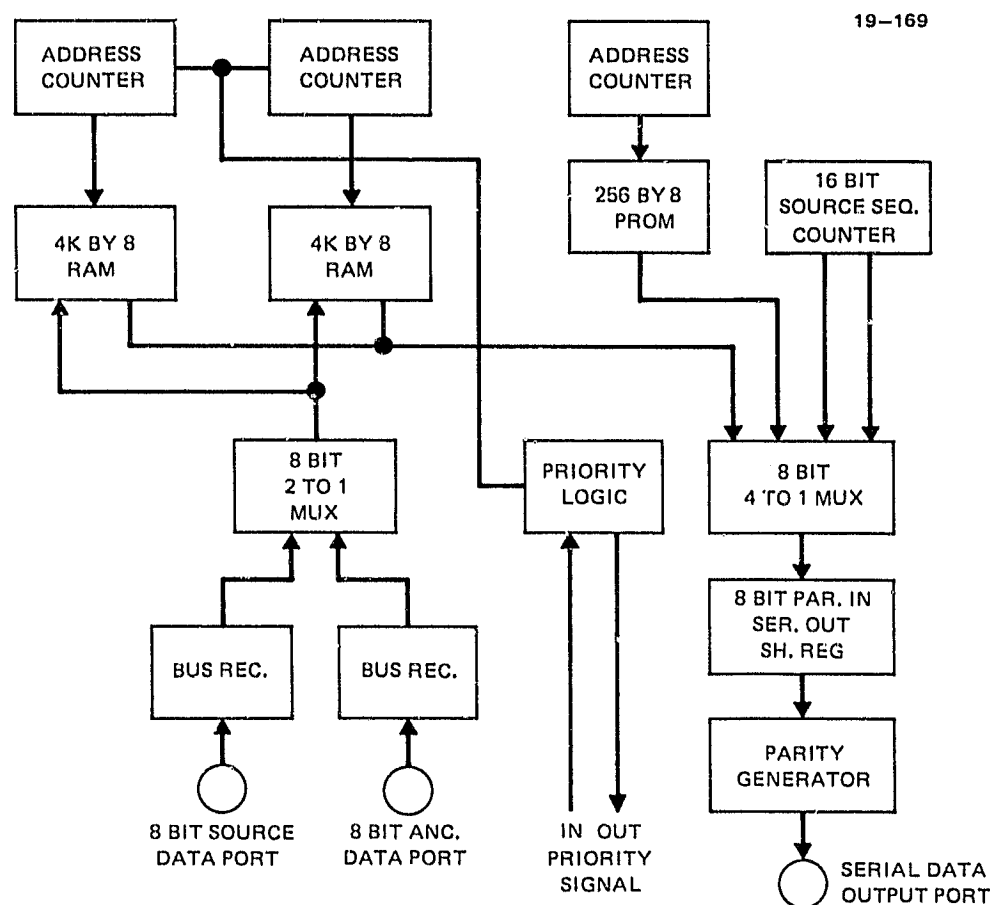 19–169
ADDRESS
COUNTER
ADDRESS
COUNTER
ADDRESS
COUNTER
4K BY 8
RAM
4K BY 8
RAM
256 BY 8
PROM
16 BIT
SOURCE SEQ.
COUNTER
8 BIT
2 TO 1
MUX
PRIORITY
LOGIC
8 BIT
4 TO 1 MUX
BUS REC.
BUS REC.
8 BIT PAR. IN
SER. OUT
SH. REG
PARITY
GENERATOR
8 BIT SOURCE
DATA PORT
8 BIT ANC.
DATA PORT
IN OUT
PRIORITY
SIGNAL
SERIAL DATA
OUTPUT PORT